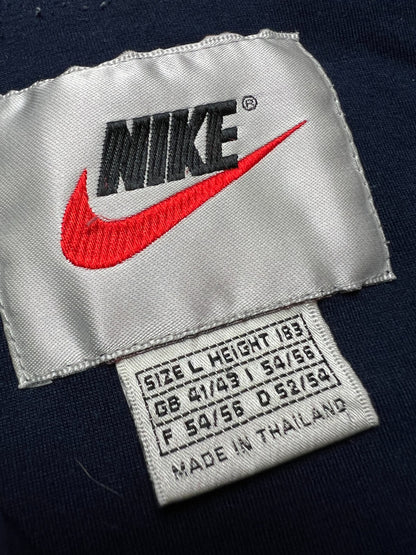 NIKE®
SIZE L HEIGHT 183
GB 41/43 I 54/56
F 54/56 D 52/54
MADE IN THAILAND